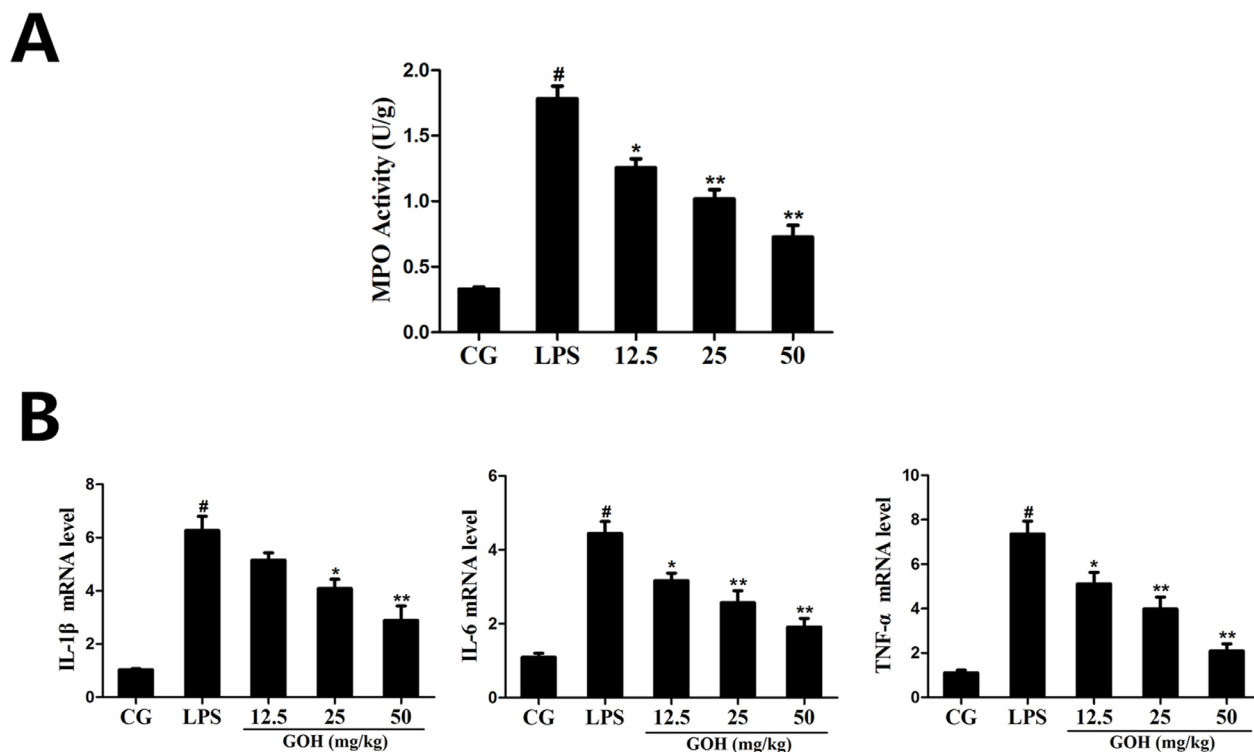 A
MPO Activity (U/g)
2.0
1.5
1.0
0.5
0.0
#
*
**
**
CG LPS 12.5 25 50
B
IL-1β mRNA level
8
6
4
2
0
#
*
**
CG LPS 12.5 25 50
GOH (mg/kg)
IL-6 mRNA level
6
4
2
0
#
*
**
**
CG LPS 12.5 25 50
GOH (mg/kg)
TNF-α mRNA level
10
8
6
4
2
0
#
*
**
**
CG LPS 12.5 25 50
GOH (mg/kg)